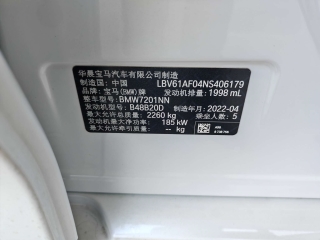 华晨宝马汽车有限公司制造
制造国: 中国 LBV61AF04NS406179
品牌: 宝马(BMW)牌 发动机排量: 1998 mL
整车型号: BMW7201NN
发动机型号: B48B20D 制造年月: 2022-04
最大允许总质量: 2260 kg 乘坐人数: 5
发动机最大净功率: 185 kW
最大允许牵引质量: -- kg